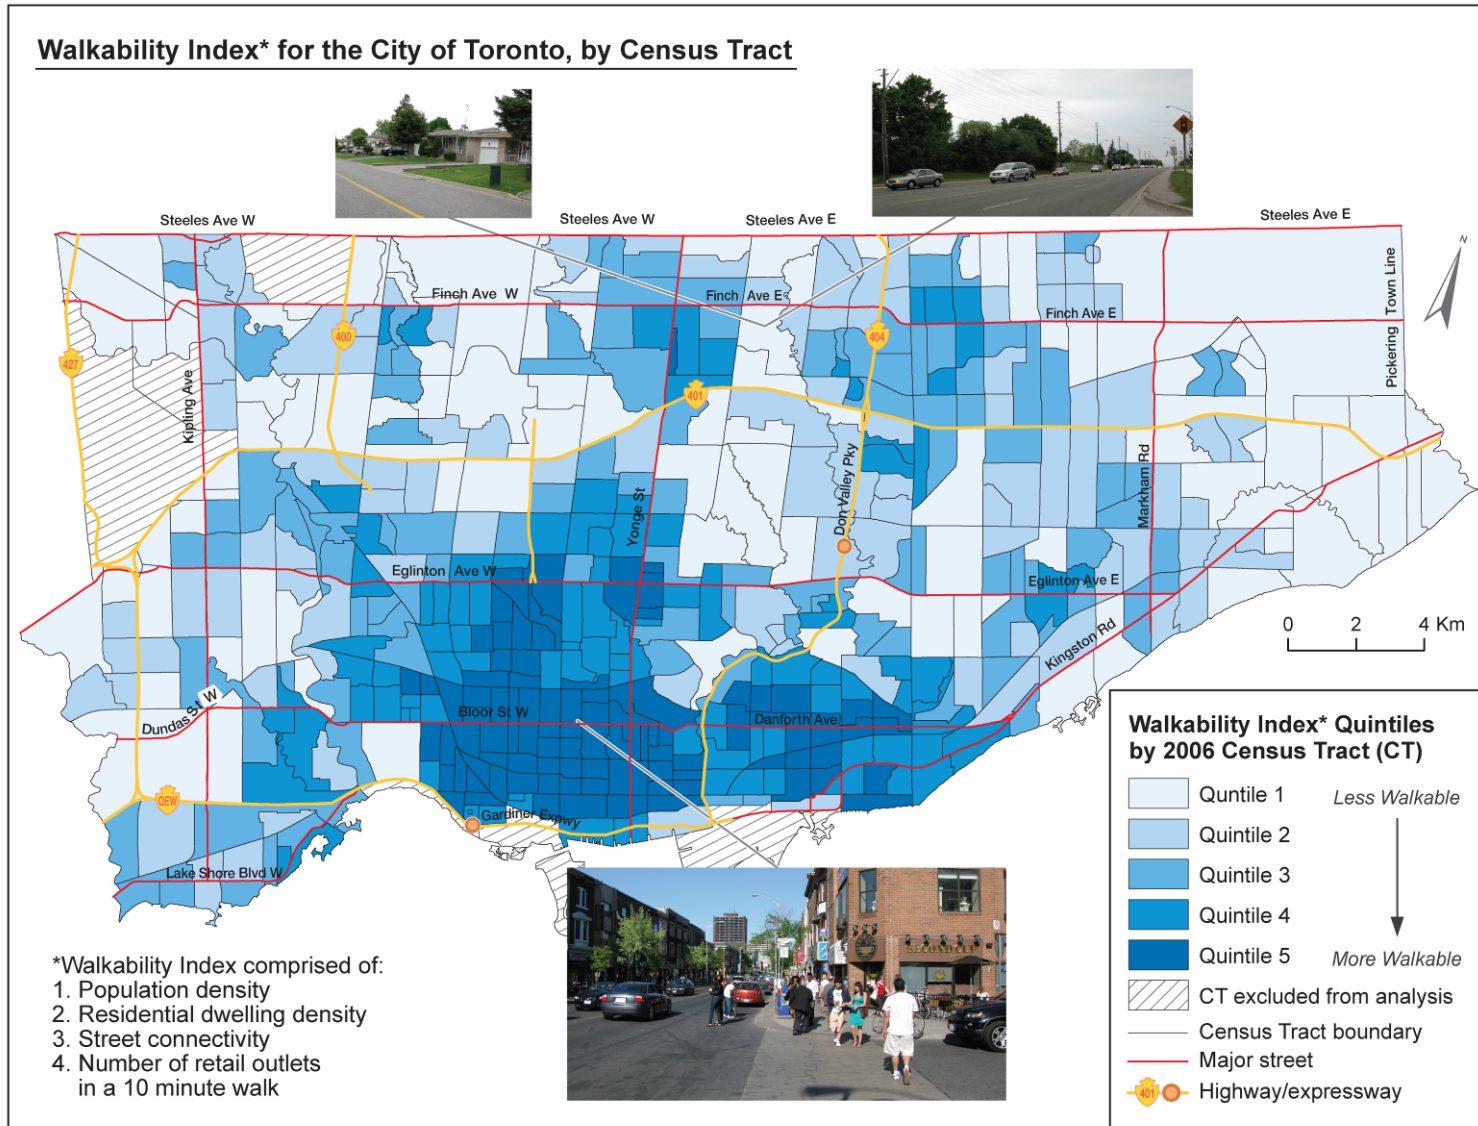 Walkability Index* for the City of Toronto, by Census Tract
Steeles Ave W
Steeles Ave W
Steeles Ave E
Steeles Ave E
Finch Ave W
Finch Ave E
Finch Ave E
Pickering Town Line
N
427
400
404
401
Kipling Ave
Yonge St
Don Valley Pky
Markham Rd
Eglinton Ave W
Eglinton Ave E
Kingston Rd
0 2 4 Km
Dundas St W
Bloor St W
Danforth Ave
QEW
Gardiner Expwy
Lake Shore Blvd W
Walkability Index* Quintiles
by 2006 Census Tract (CT)
Quntile 1
Less Walkable
Quintile 2
Quintile 3
Quintile 4
Quintile 5
More Walkable
CT excluded from analysis
Census Tract boundary
Major street
401
Highway/expressway
*Walkability Index comprised of:
1. Population density
2. Residential dwelling density
3. Street connectivity
4. Number of retail outlets
in a 10 minute walk